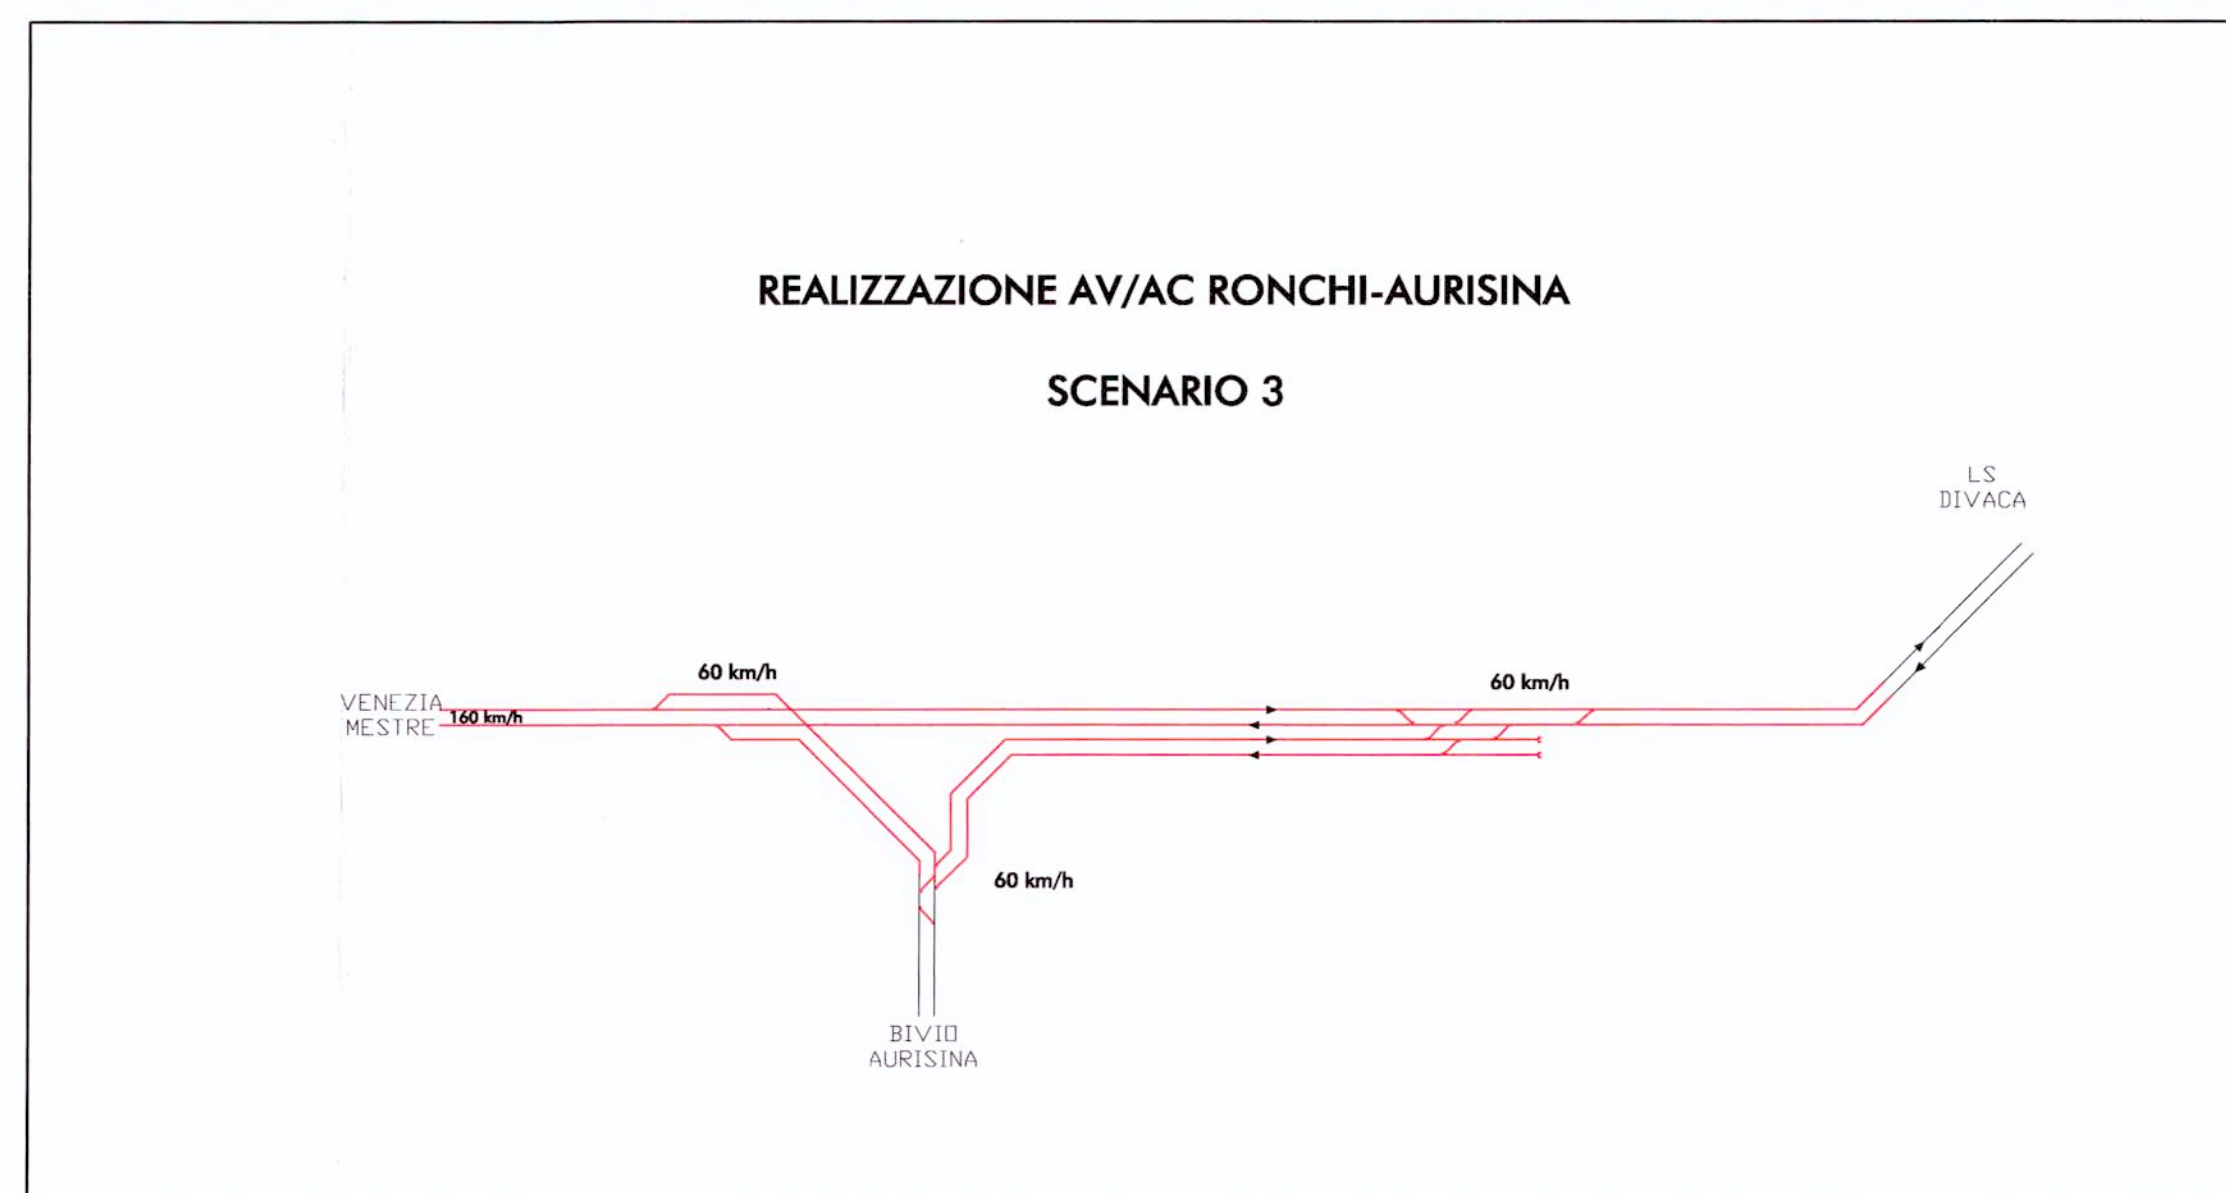 REALIZZAZIONE AV/AC RONCHI-AURISINA
SCENARIO 3
LS
DIVACA
60 km/h
60 km/h
VENEZIA
MESTRE
160 km/h
60 km/h
BIVIO
AURISINA